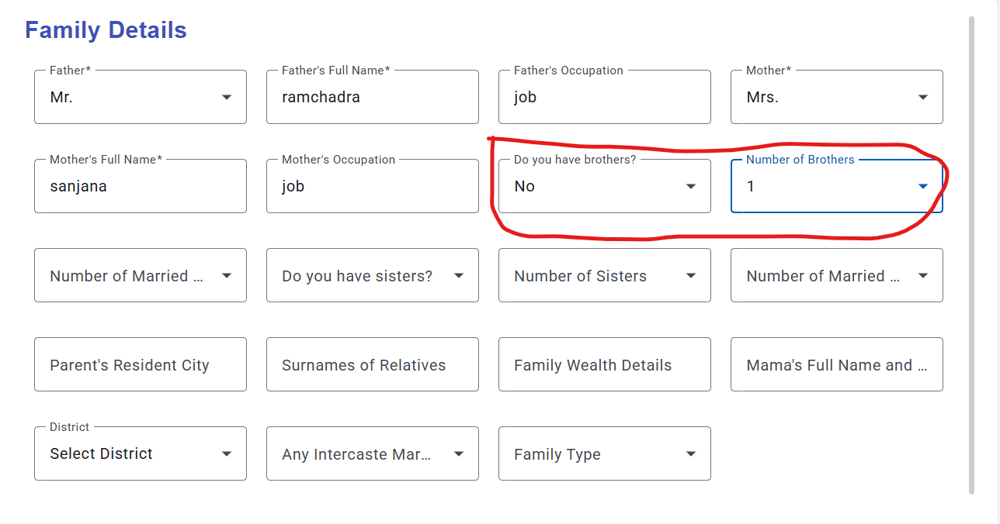 Family Details
Father*
Mr.
Father's Full Name*
ramchadra
Father's Occupation
job
Mother*
Mrs.
Mother's Full Name*
sanjana
Mother's Occupation
job
Do you have brothers?
No
Number of Brothers
1
Number of Married ...
Do you have sisters?
Number of Sisters
Number of Married ...
Parent's Resident City
Surnames of Relatives
Family Wealth Details
Mama's Full Name and ...
District
Select District
Any Intercaste Mar...
Family Type